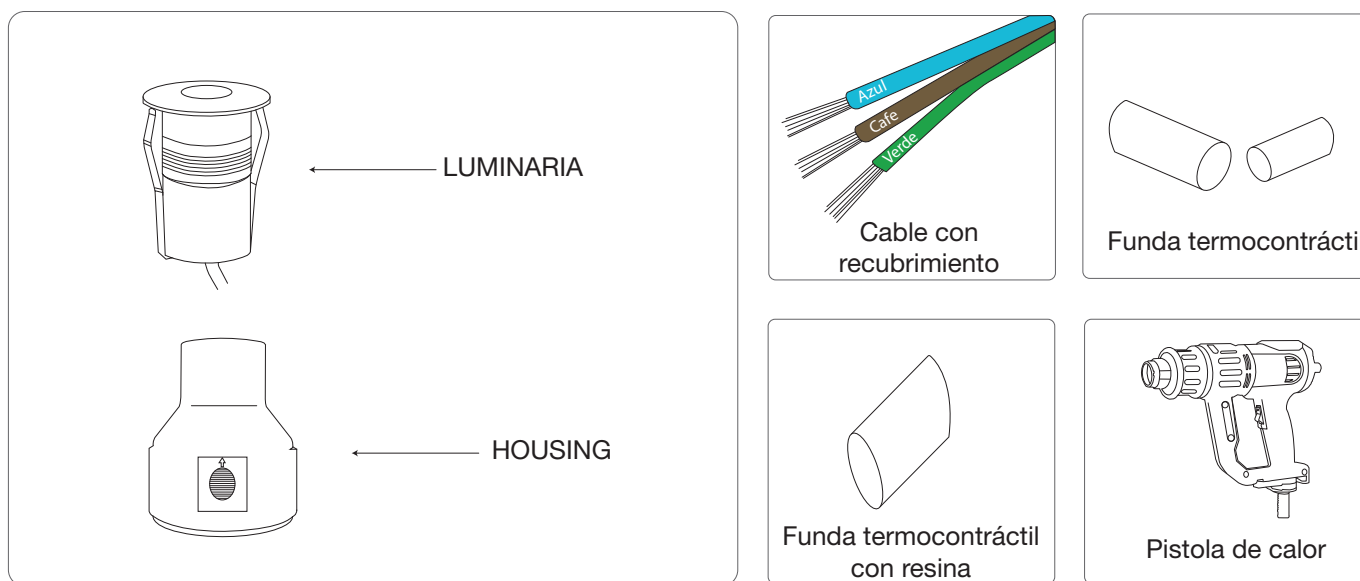 LUMINARIA
HOUSING
Azul
Cafe
Verde
Cable con
recubrimiento
Funda termocontrácti
Funda termocontráctil
con resina
Pistola de calor